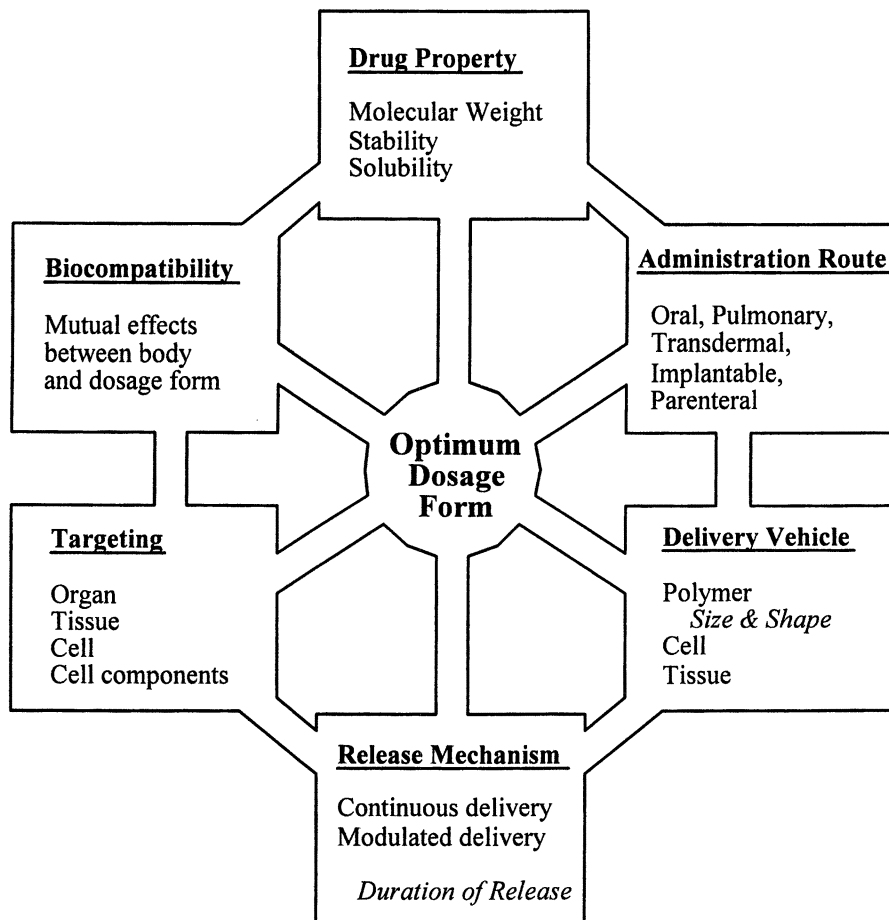 Drug Property
Molecular Weight
Stability
Solubility
Biocompatibility
Mutual effects
between body
and dosage form
Administration Route
Oral, Pulmonary,
Transdermal,
Implantable,
Parenteral
Optimum
Dosage
Form
Targeting
Organ
Tissue
Cell
Cell components
Delivery Vehicle
Polymer
Size & Shape
Cell
Tissue
Release Mechanism
Continuous delivery
Modulated delivery
Duration of Release